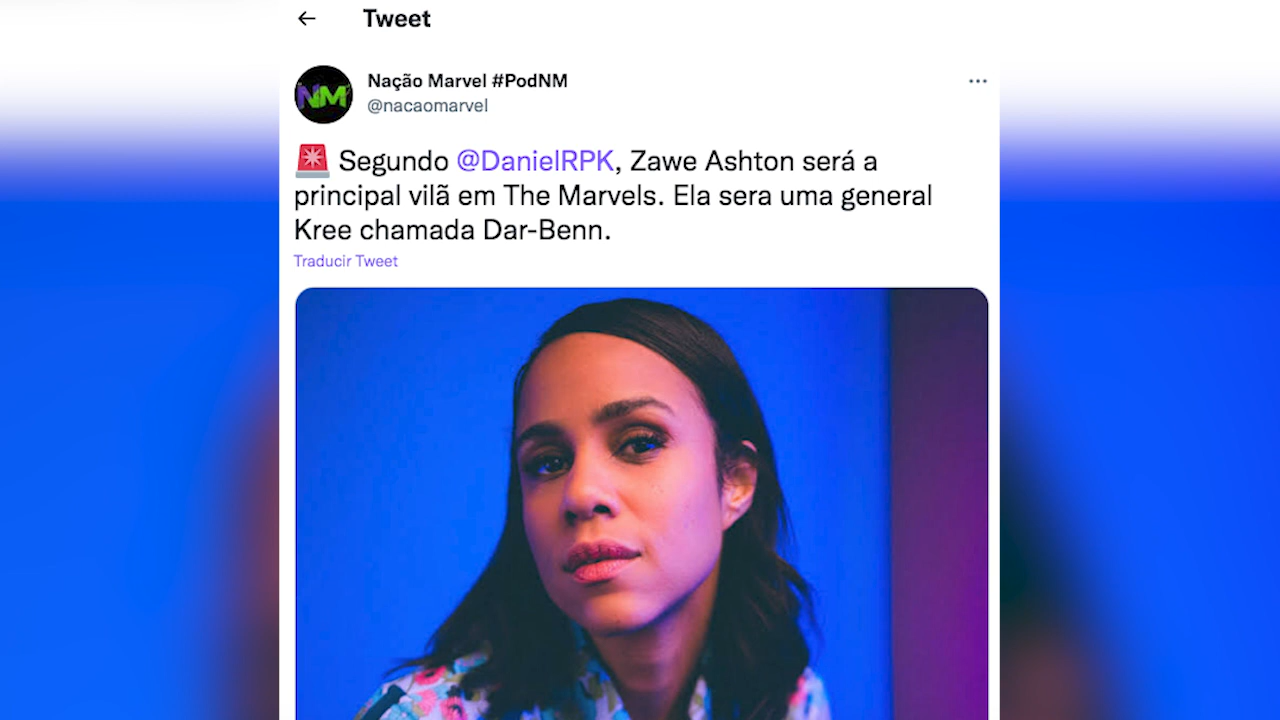 Tweet
Nação Marvel #PodNM
@nacaomarvel
NM
Segundo @DanielRPK, Zawe Ashton será a
principal vilã em The Marvels. Ela sera uma general
Kree chamada Dar-Benn.
Traducir Tweet